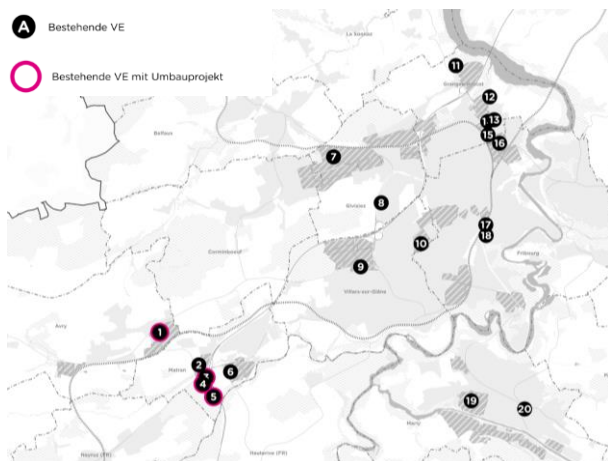 A Bestehende VE
Bestehende VE mit Umbauprojekt
La Sonnaz
11
12
13
15
16
Belfaux
7
Givisiez
8
17
18
10
Corminboeuf
9
Fribourg
Villars-sur-Glâne
Avry
1
2
Matran
6
4
5
19
20
Marly
Neyruz (FR)
Hauterive (FR)